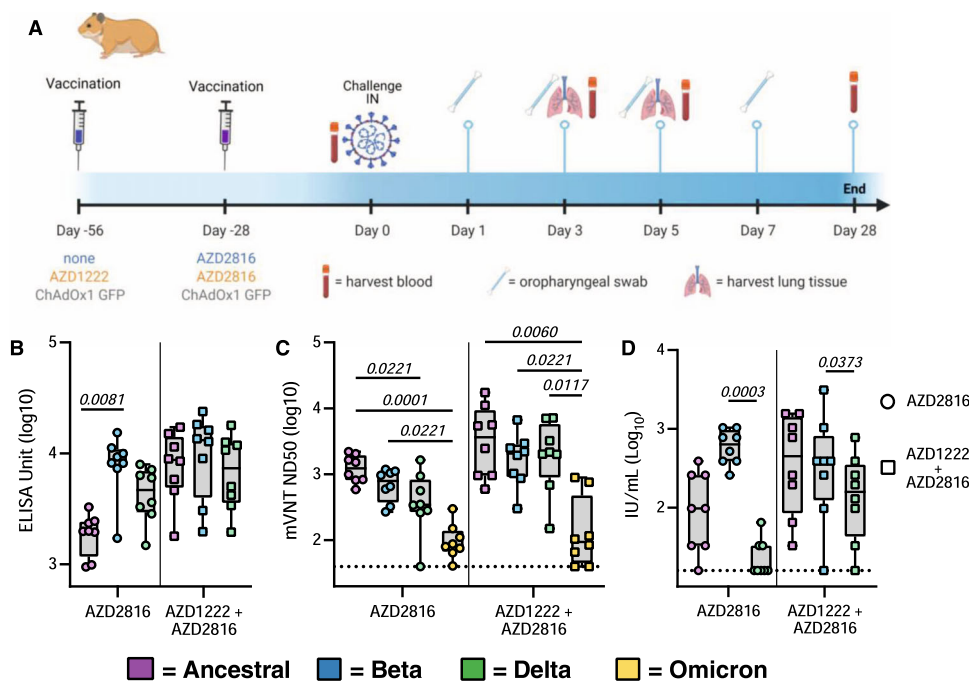 A
Vaccination
Vaccination
Challenge
IN
End
Day -56
Day -28
Day 0
Day 1
Day 3
Day 5
Day 7
Day 28
none
AZD1222
ChAdOx1 GFP
AZD2816
AZD2816
ChAdOx1 GFP
= harvest blood
= oropharyngeal swab
= harvest lung tissue
B
ELISA Unit (log10)
5
4
3
0.0081
AZD2816
AZD1222 +
AZD2816
C
mVNT ND50 (log10)
5
4
3
2
0.0221
0.0001
0.0221
0.0060
0.0221
0.0117
AZD2816
AZD1222 +
AZD2816
D
IU/mL (Log10)
4
3
2
0.0003
0.0373
AZD2816
AZD1222 +
AZD2816
AZD2816
AZD1222
+
AZD2816
= Ancestral
= Beta
= Delta
= Omicron